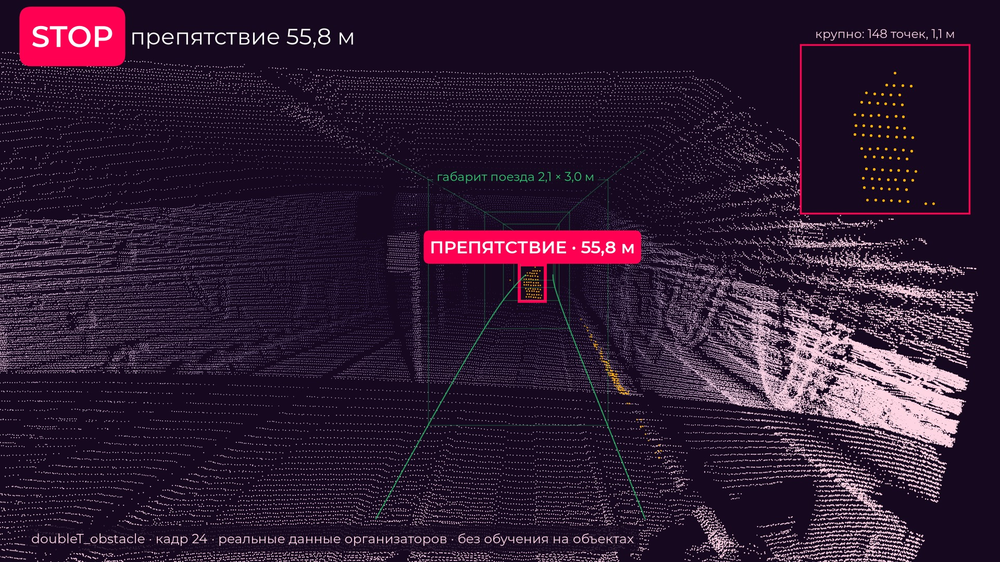 STOP препятствие 55,8 м
крупно: 148 точек, 1,1 м
габарит поезда 2,1 × 3,0 м
ПРЕПЯТСТВИЕ · 55,8 м
doubleT_obstacle · кадр 24 · реальные данные организаторов · без обучения на объектах